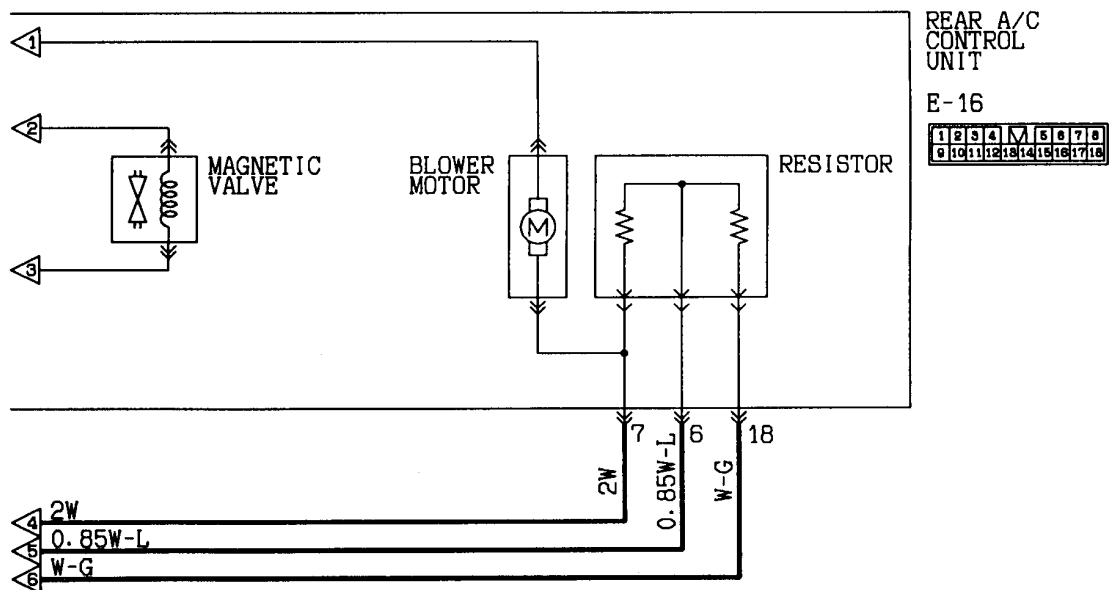 REAR A/C
CONTROL
UNIT
1
E-16
1 2 3 4 5 6 7 8
9 10 11 12 13 14 15 16 17 18
2
MAGNETIC
VALVE
BLOWER
MOTOR
RESISTOR
M
3
7
6
18
2W
0.85W-L
W-G
4 2W
5 0.85W-L
6 W-G